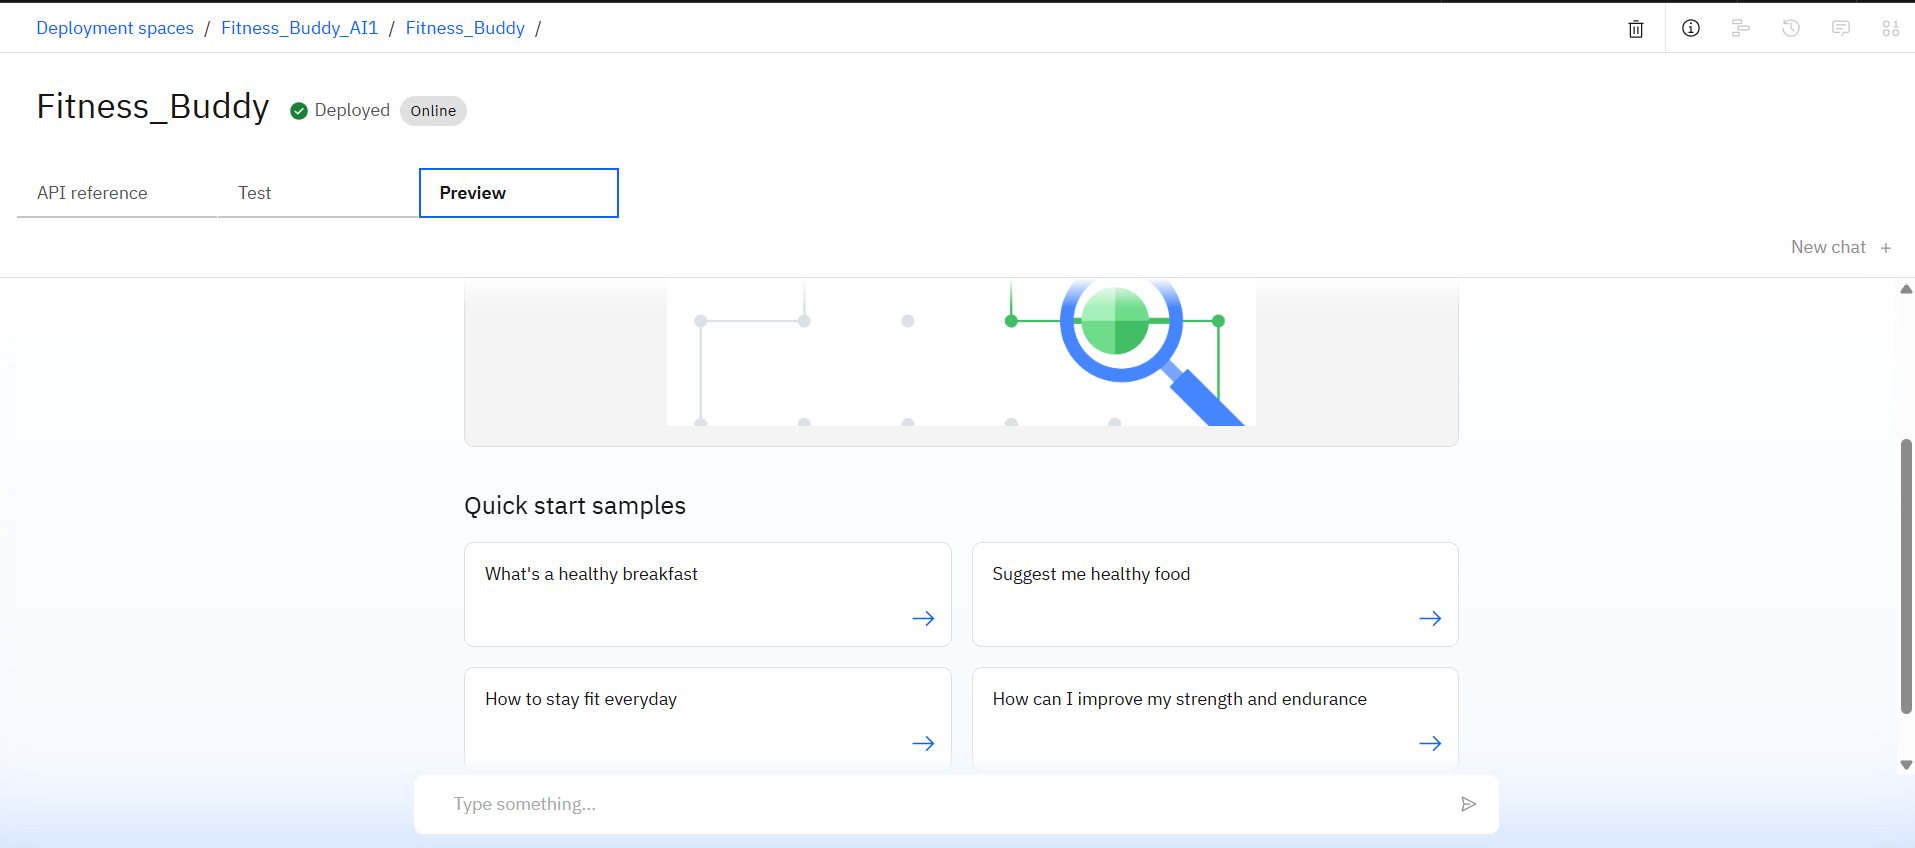 Deployment spaces / Fitness_Buddy_AI1 / Fitness_Buddy /
Fitness_Buddy Deployed Online
API reference Test Preview
New chat +
Quick start samples
What's a healthy breakfast
Suggest me healthy food
How to stay fit everyday
How can I improve my strength and endurance
Type something...